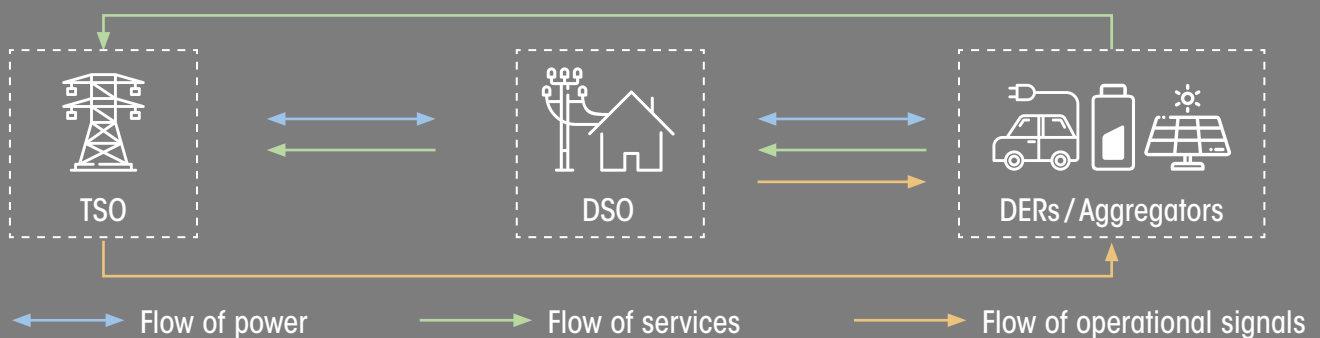 TSO
DSO
DERs / Aggregators
Flow of power
Flow of services
Flow of operational signals